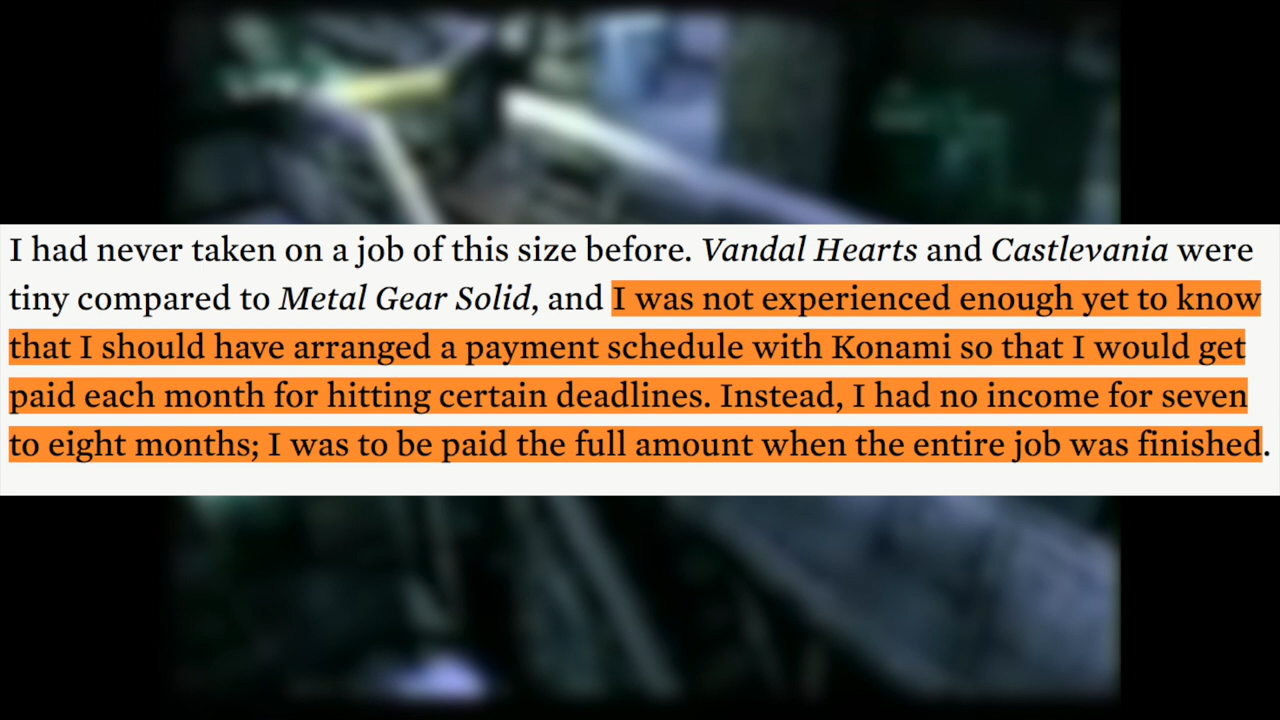 I had never taken on a job of this size before. Vandal Hearts and Castlevania were
tiny compared to Metal Gear Solid, and I was not experienced enough yet to know
that I should have arranged a payment schedule with Konami so that I would get
paid each month for hitting certain deadlines. Instead, I had no income for seven
to eight months; I was to be paid the full amount when the entire job was finished.